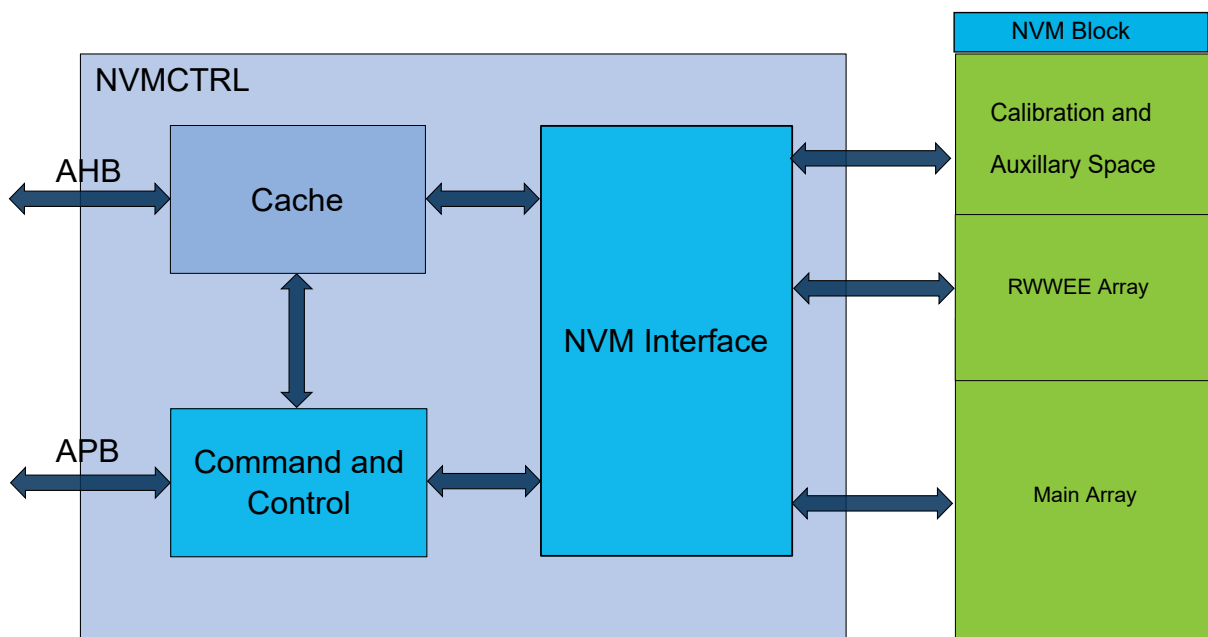 NVM Block
NVMCTRL
Calibration and
Auxillary Space
AHB
Cache
RWWEE Array
NVM Interface
APB
Command and
Control
Main Array